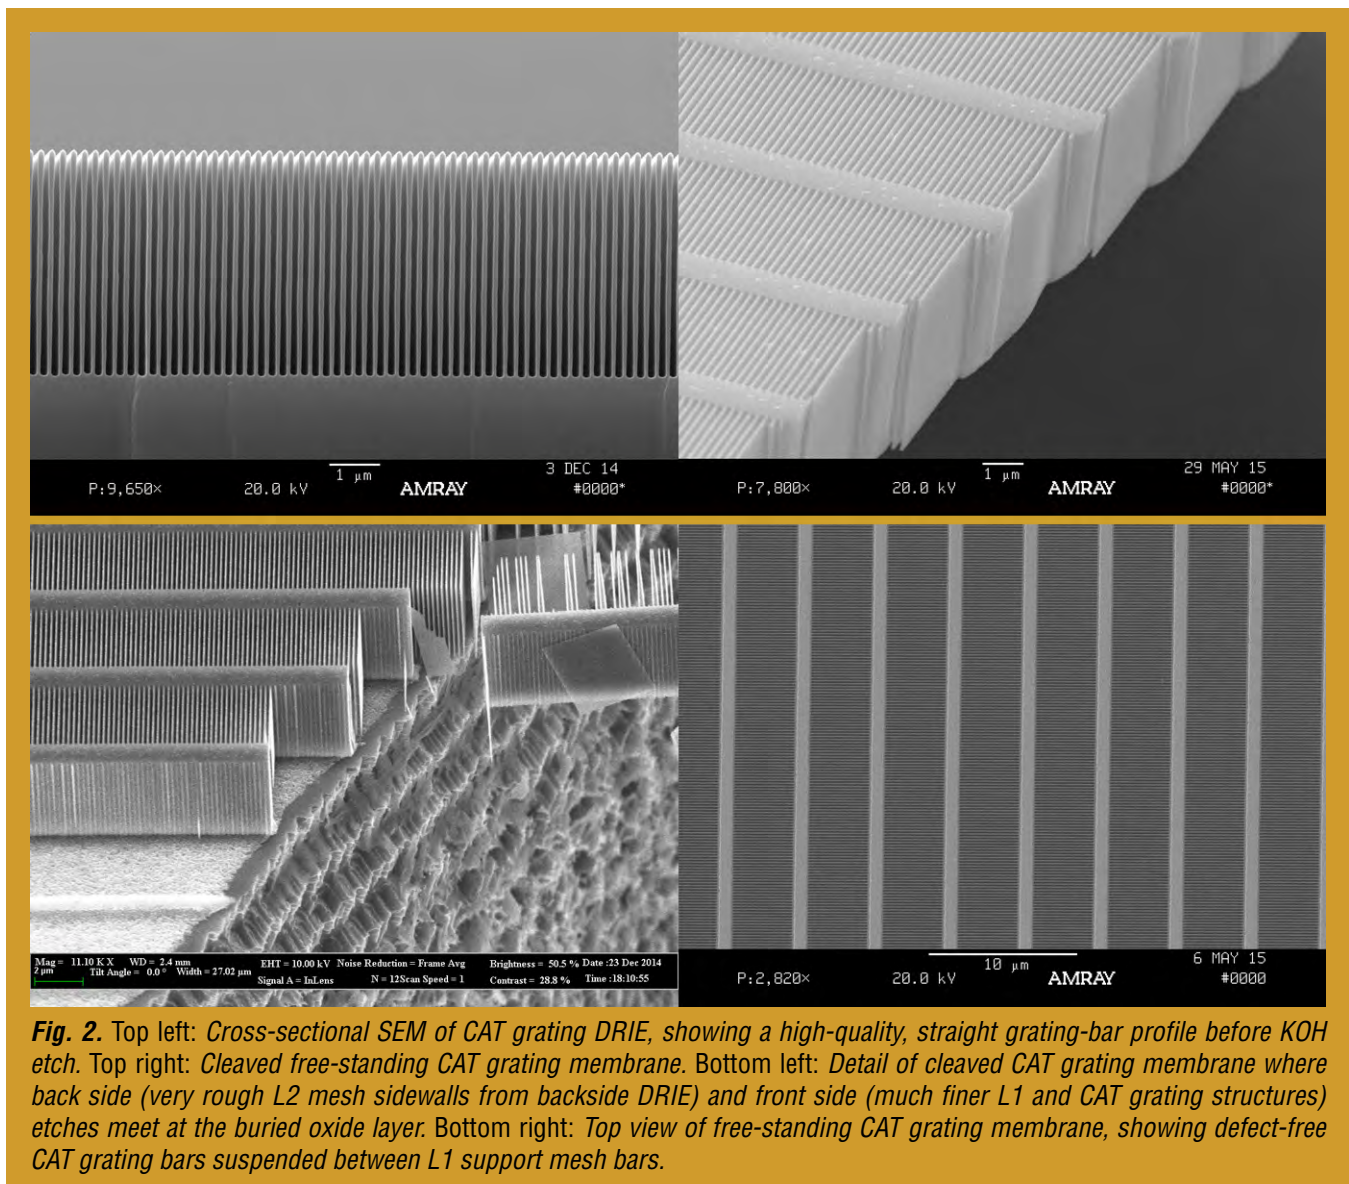 1 μm
3 DEC 14
P:9,650×
20.0 kV
AMRAY
#0000*
1 μm
29 MAY 15
P:7,800×
20.0 kV
AMRAY
#0000*
Mag = 11.10 K X
WD = 2.4 mm
EHT = 10.00 kV
Noise Reduction = Frame Avg
Brightness = 50.5 %
Date :23 Dec 2014
2 μm
Tilt Angle = 0.0°
Width = 27.02 μm
Signal A = InLens
N = 12
Scan Speed = 1
Contrast = 28.8 %
Time :18:10:55
10 μm
6 MAY 15
P:2,820×
20.0 kV
AMRAY
#0000
Fig. 2. Top left: Cross-sectional SEM of CAT grating DRIE, showing a high-quality, straight grating-bar profile before KOH
etch. Top right: Cleaved free-standing CAT grating membrane. Bottom left: Detail of cleaved CAT grating membrane where
back side (very rough L2 mesh sidewalls from backside DRIE) and front side (much finer L1 and CAT grating structures)
etches meet at the buried oxide layer. Bottom right: Top view of free-standing CAT grating membrane, showing defect-free
CAT grating bars suspended between L1 support mesh bars.